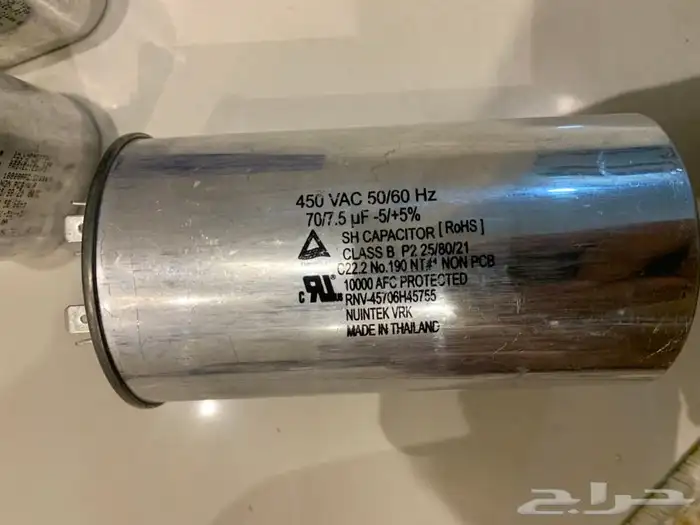 450 VAC 50/60 Hz
70/7.5 µF -5/+5%
SH CAPACITOR [RoHS]
CLASS B P2 25/80/21
C22.2 No.190 NT#⁴ NON PCB
10000 AFC PROTECTED
RNV-45706H45755
NUINTEK VRK
MADE IN THAILAND
حراج